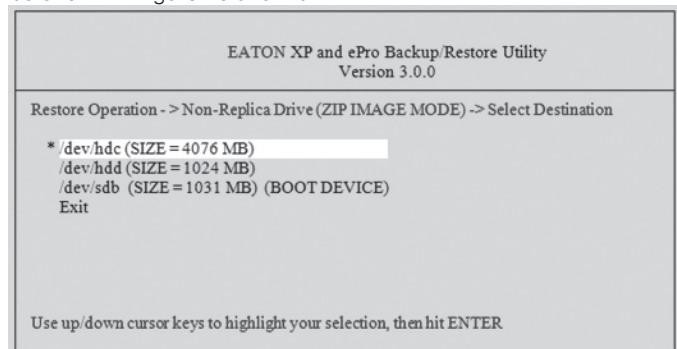 EATON XP and ePro Backup/Restore Utility
Version 3.0.0
Restore Operation - > Non-Replica Drive (ZIP IMAGE MODE) -> Select Destination
* /dev/hdc (SIZE = 4076 MB)
/dev/hdd (SIZE = 1024 MB)
/dev/sdb (SIZE = 1031 MB) (BOOT DEVICE)
Exit
Use up/down cursor keys to highlight your selection, then hit ENTER